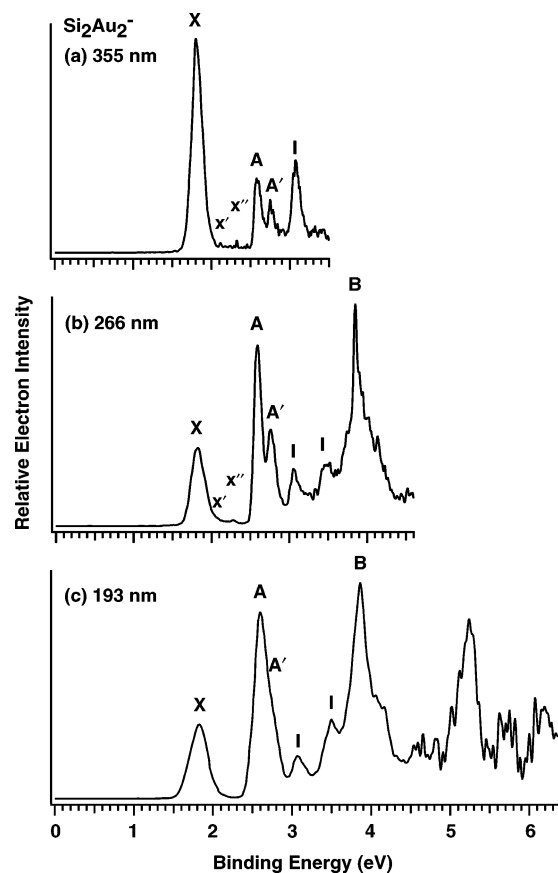 Si₂Au₂⁻
X
(a) 355 nm
A
I
A′
x″
x′
B
(b) 266 nm
A
A′
X
I
I
x″
x′
Relative Electron Intensity
B
(c) 193 nm
A
A′
X
I
I
0 1 2 3 4 5 6
Binding Energy (eV)